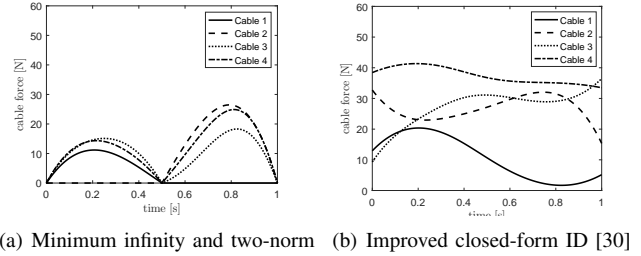 60
50
40
30
20
10
0
cable force [N]
0 0.2 0.4 0.6 0.8 1
time [s]
Cable 1
Cable 2
Cable 3
Cable 4
60
50
40
30
20
10
0
cable force [N]
0 0.2 0.4 0.6 0.8 1
time [s]
Cable 1
Cable 2
Cable 3
Cable 4
(a) Minimum infinity and two-norm (b) Improved closed-form ID [30]